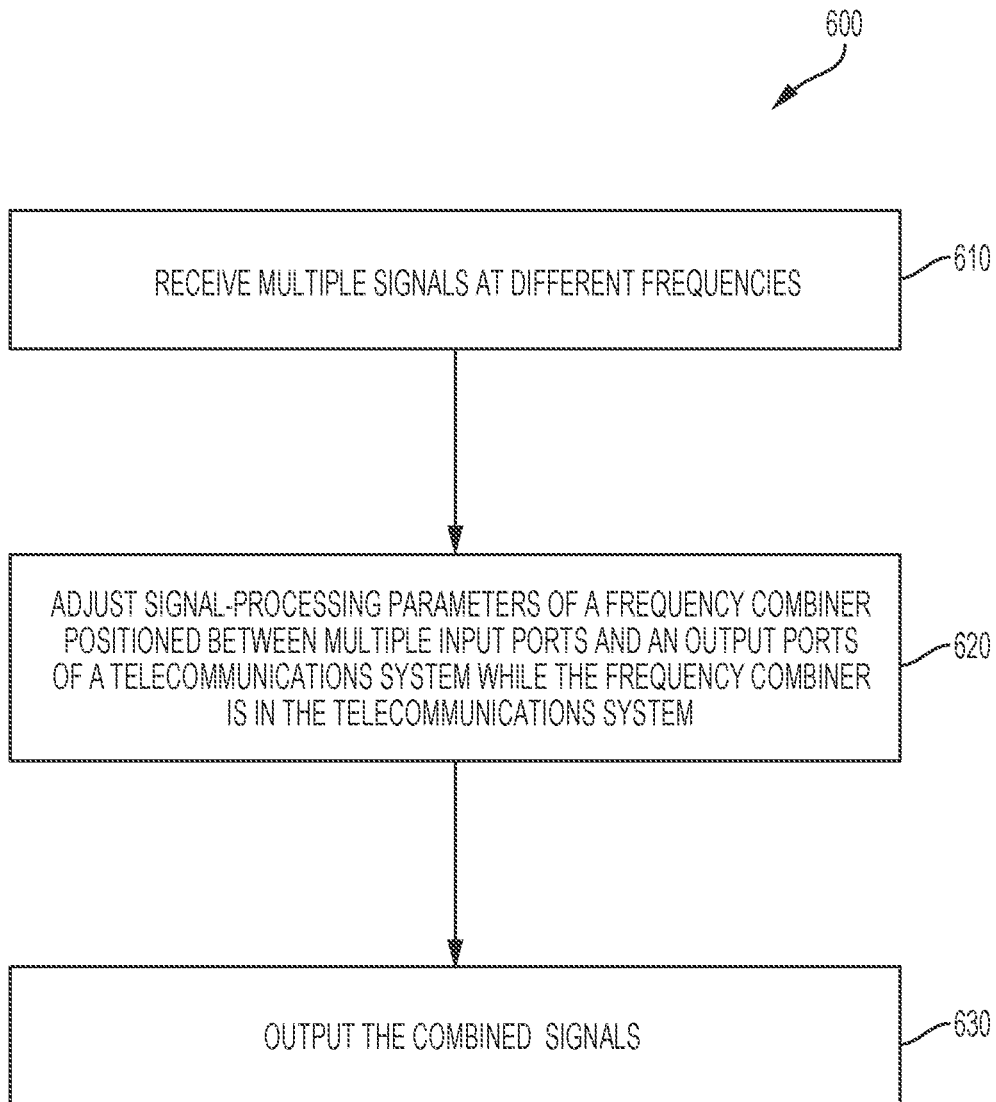 600
RECEIVE MULTIPLE SIGNALS AT DIFFERENT FREQUENCIES
610
ADJUST SIGNAL-PROCESSING PARAMETERS OF A FREQUENCY COMBINER
POSITIONED BETWEEN MULTIPLE INPUT PORTS AND AN OUTPUT PORTS
OF A TELECOMMUNICATIONS SYSTEM WHILE THE FREQUENCY COMBINER
IS IN THE TELECOMMUNICATIONS SYSTEM
620
OUTPUT THE COMBINED SIGNALS
630